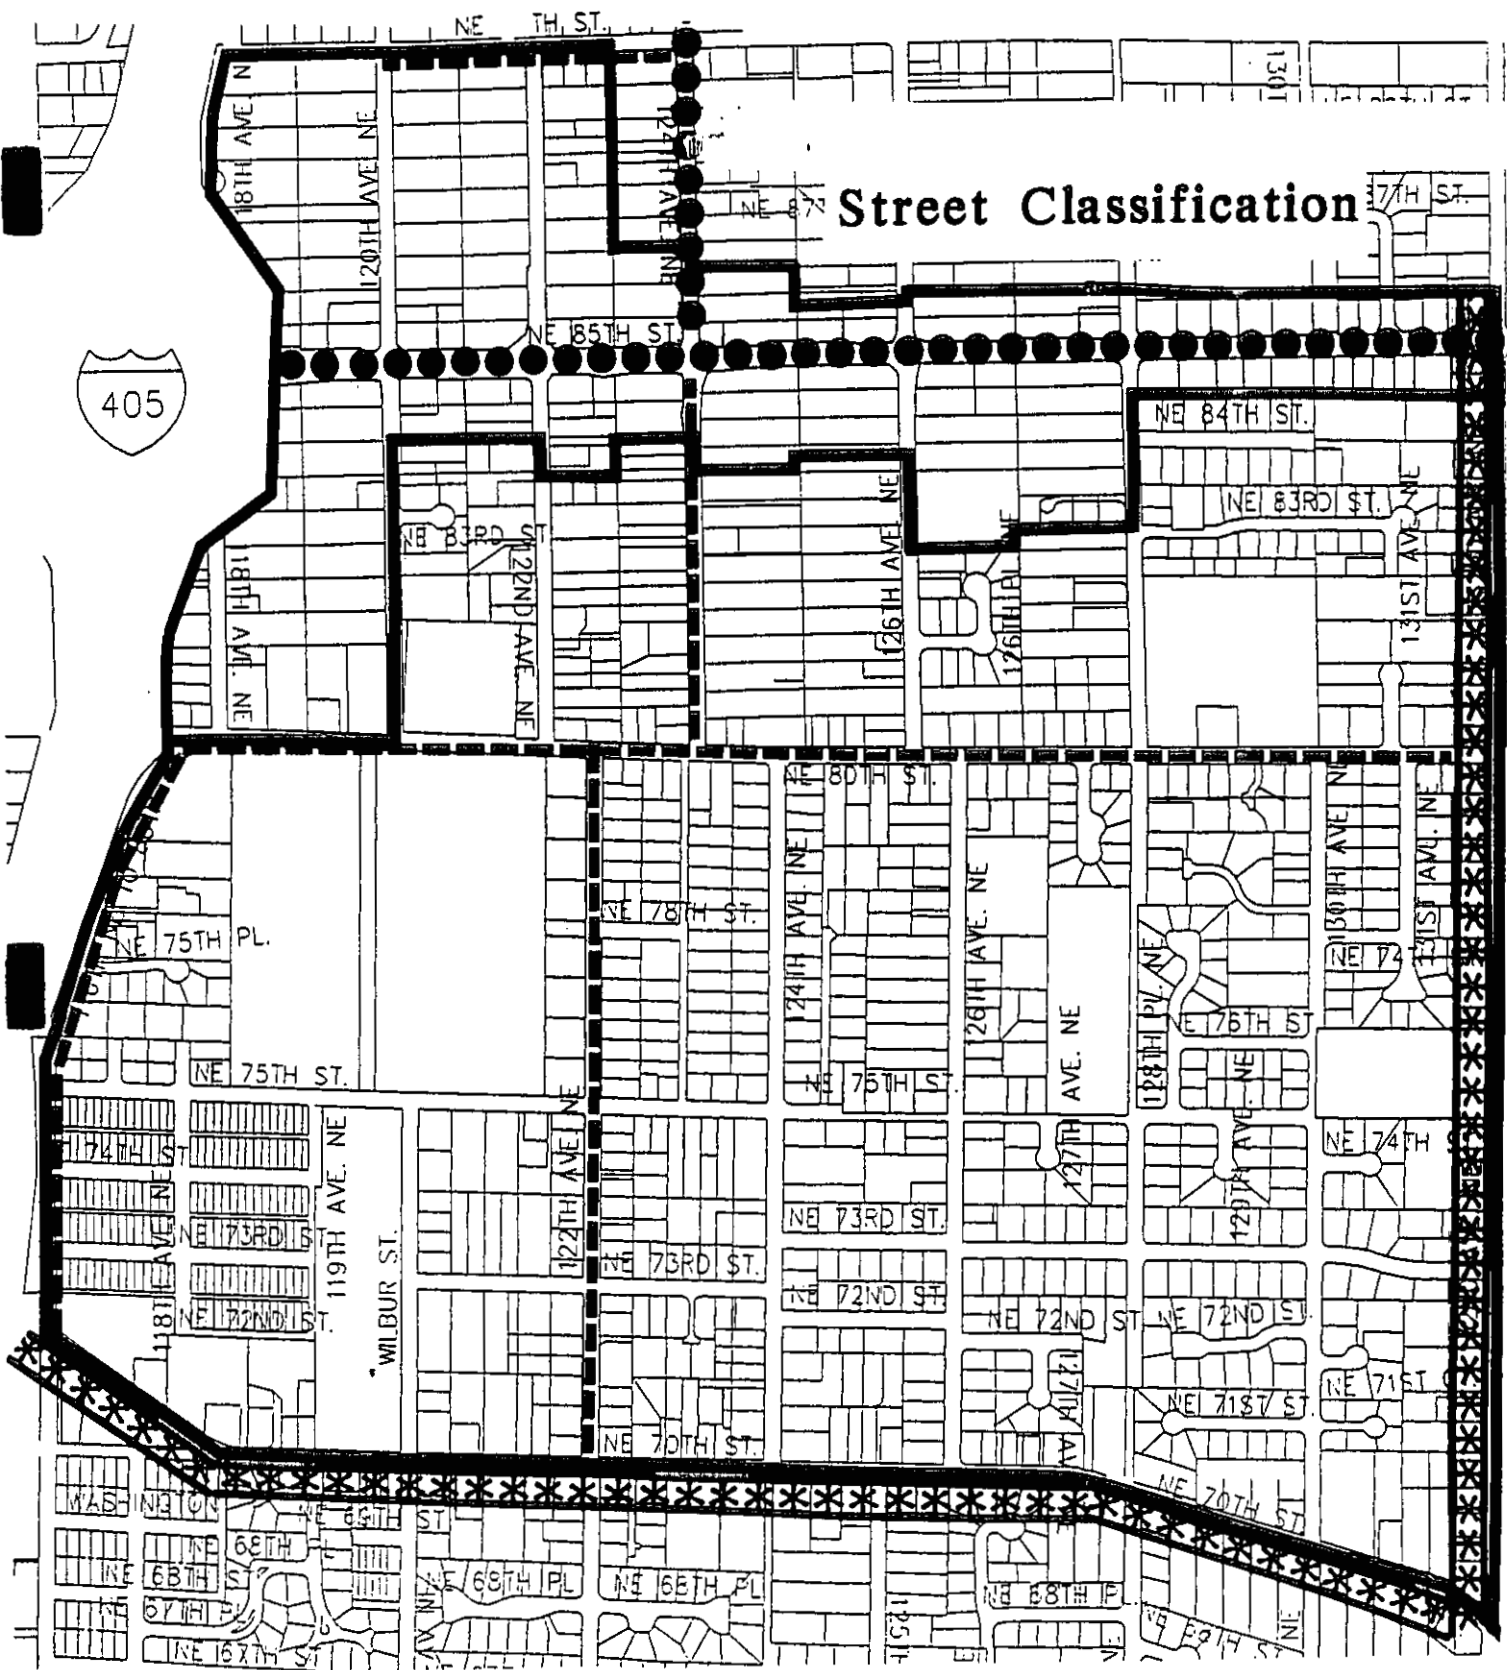 NE TH ST.
18TH AVE N
120TH AVE NE
Street Classification
7TH ST.
NE 85TH ST.
405
NE 84TH ST.
NE 83RD ST.
131ST AVE NE
NE 83RD ST
118TH AVE. NE
122ND AVE. NE
126TH AVE NE
126TH PL NE
NE 80TH ST.
130TH AVE NE
131ST AVE. NE
NE 78TH ST.
124TH AVE. NE
126TH AVE. NE
NE 75TH PL.
128TH PL. NE
NE 76TH ST
NE 75TH ST.
NE 75TH ST.
127TH AVE. NE
129TH AVE. NE
NE 74TH
74TH ST
118TH AVE NE
119TH AVE. NE
122TH AVE NE
NE 73RD ST
NE 73RD ST.
NE 73RD ST.
"WILBUR ST.
NE 72ND ST.
NE 72ND ST.
NE 72ND ST
NE 72ND ST.
NE 71ST
NE 71ST ST.
NE 70TH ST.
NE 70TH ST.
WASHINGTON
NE 69TH ST
NE 68TH
NE 68TH ST
NE 68TH PL
NE 68TH PL
NE 68TH P
NE 67TH PL
NE 67TH ST